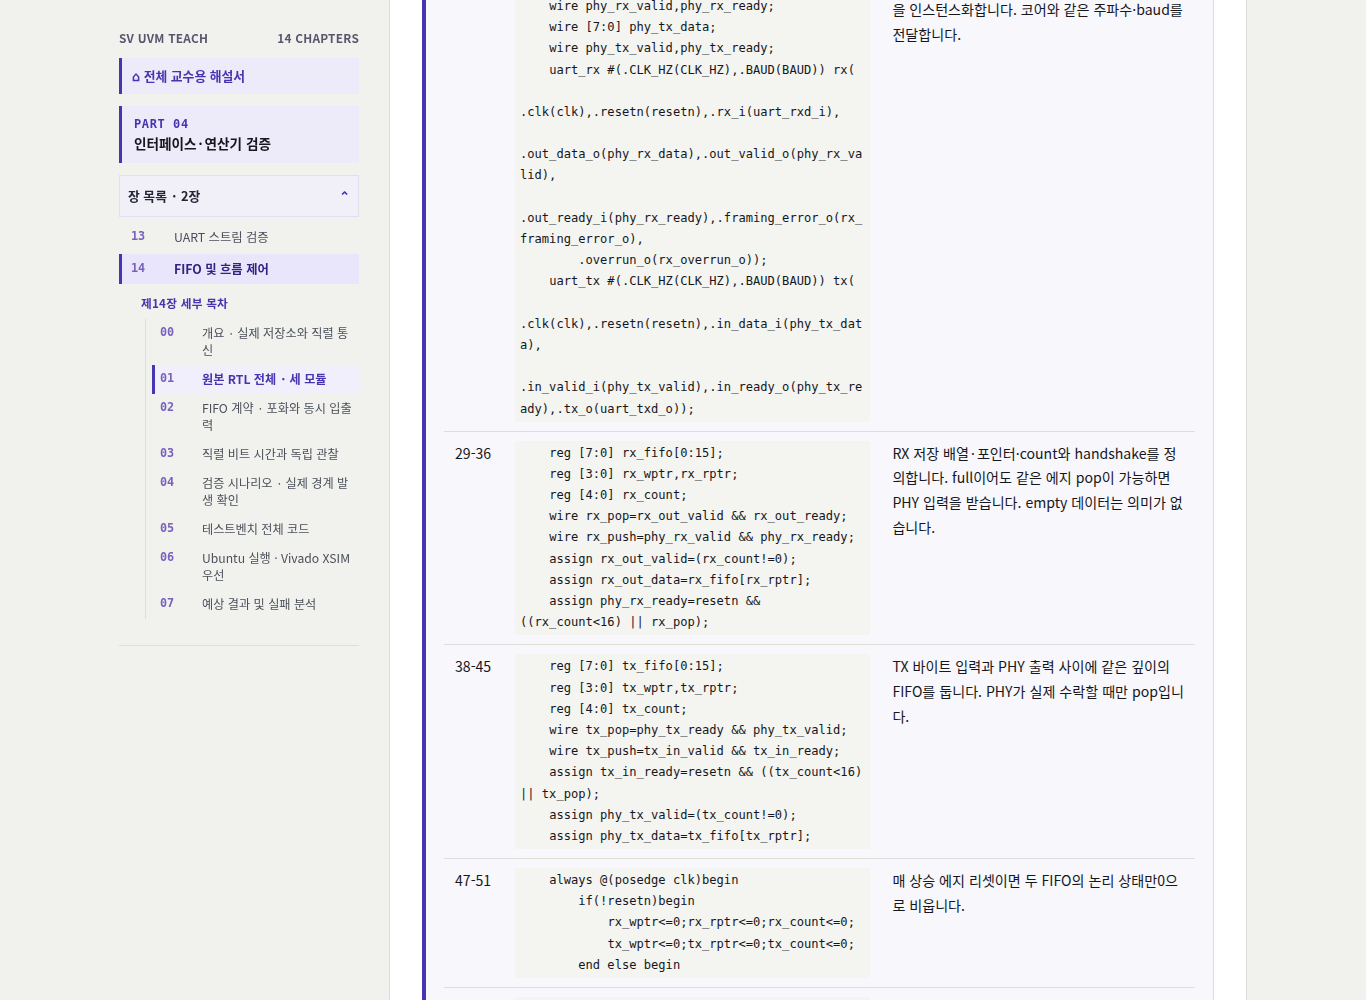 SV UVM TEACH
14 CHAPTERS
⌂ 전체 교수용 해설서
PART 04
인터페이스·연산기 검증
장 목록 · 2장
13 UART 스트림 검증
14 FIFO 및 흐름 제어
제14장 세부 목차
00 개요 · 실제 저장소와 직렬 통
신
01 원본 RTL 전체 · 세 모듈
02 FIFO 계약 · 포화와 동시 입출
력
03 직렬 비트 시간과 독립 관찰
04 검증 시나리오 · 실제 경계 발
생 확인
05 테스트벤치 전체 코드
06 Ubuntu 실행 · Vivado XSIM
우선
07 예상 결과 및 실패 분석
wire phy_rx_valid,phy_rx_ready;
wire [7:0] phy_tx_data;
wire phy_tx_valid,phy_tx_ready;
uart_rx #(.CLK_HZ(CLK_HZ),.BAUD(BAUD)) rx(
.clk(clk),.resetn(resetn),.rx_i(uart_rxd_i),
.out_data_o(phy_rx_data),.out_valid_o(phy_rx_va
lid),
.out_ready_i(phy_rx_ready),.framing_error_o(rx_
framing_error_o),
.overrun_o(rx_overrun_o));
uart_tx #(.CLK_HZ(CLK_HZ),.BAUD(BAUD)) tx(
.clk(clk),.resetn(resetn),.in_data_i(phy_tx_dat
a),
.in_valid_i(phy_tx_valid),.in_ready_o(phy_tx_re
ady),.tx_o(uart_txd_o));
을 인스턴스화합니다. 코어와 같은 주파수·baud를
전달합니다.
29-36
reg [7:0] rx_fifo[0:15];
reg [3:0] rx_wptr,rx_rptr;
reg [4:0] rx_count;
wire rx_pop=rx_out_valid && rx_out_ready;
wire rx_push=phy_rx_valid && phy_rx_ready;
assign rx_out_valid=(rx_count!=0);
assign rx_out_data=rx_fifo[rx_rptr];
assign phy_rx_ready=resetn &&
((rx_count<16) || rx_pop);
RX 저장 배열·포인터·count와 handshake를 정
의합니다. full이어도 같은 에지 pop이 가능하면
PHY 입력을 받습니다. empty 데이터는 의미가 없
습니다.
38-45
reg [7:0] tx_fifo[0:15];
reg [3:0] tx_wptr,tx_rptr;
reg [4:0] tx_count;
wire tx_pop=phy_tx_ready && phy_tx_valid;
wire tx_push=tx_in_valid && tx_in_ready;
assign tx_in_ready=resetn && ((tx_count<16)
|| tx_pop);
assign phy_tx_valid=(tx_count!=0);
assign phy_tx_data=tx_fifo[tx_rptr];
TX 바이트 입력과 PHY 출력 사이에 같은 깊이의
FIFO를 둡니다. PHY가 실제 수락할 때만 pop입니
다.
47-51
always @(posedge clk)begin
if(!resetn)begin
rx_wptr<=0;rx_rptr<=0;rx_count<=0;
tx_wptr<=0;tx_rptr<=0;tx_count<=0;
end else begin
매 상승 에지 리셋이면 두 FIFO의 논리 상태만0으
로 비웁니다.